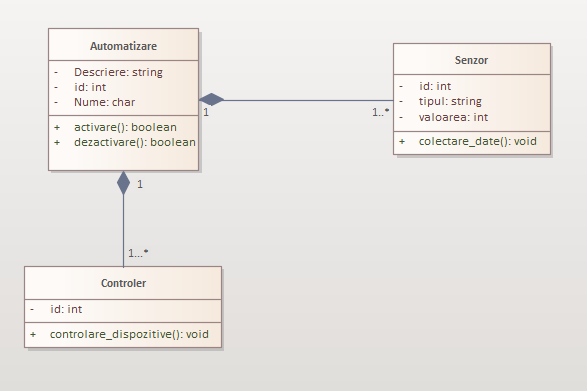 Automatizare
- Descriere: string
- id: int
- Nume: char
+ activare(): boolean
+ dezactivare(): boolean
1
1..*
Senzor
- id: int
- tipul: string
- valoarea: int
+ colectare_date(): void
1
1...*
Controler
- id: int
+ controlare_dispozitive(): void